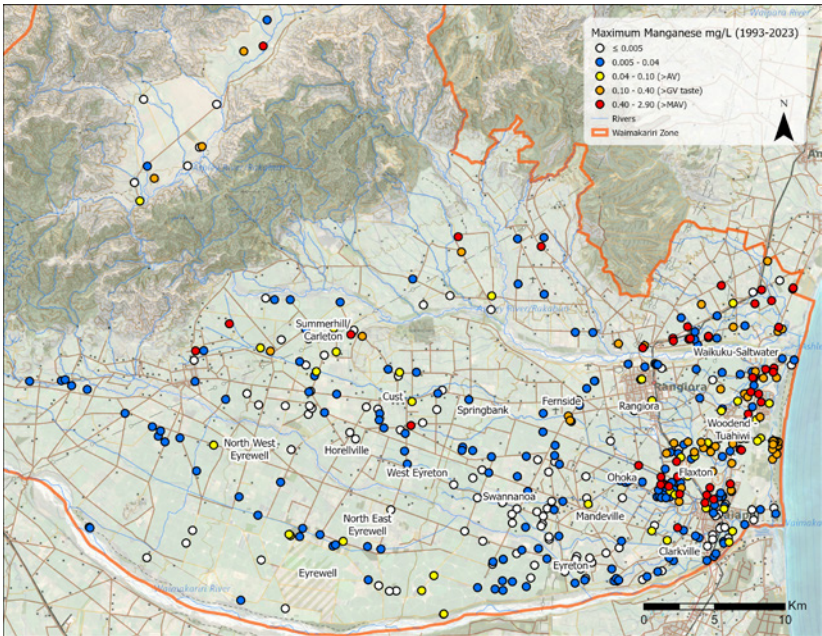 Maximum Manganese mg/L (1993-2023)
≤ 0.005
0.005 - 0.04
0.04 - 0.10 (>AV)
0.10 - 0.40 (>GV taste)
0.40 - 2.90 (>MAV)
Rivers
Waimakariri Zone
N
Summerhill/
Carleton
Waikuku-Saltwater
Cust
Springbank
Fernside
Rangiora
Rangiora
Woodend
Tuahiwi
North West
Eyrewell
Horellville
West Eyreton
Ohoka
Flaxton
Swannanoa
Mandeville
North East
Eyrewell
Clarkville
Eyrewell
Eyreton
Waimakariri River
Km
0
5
10